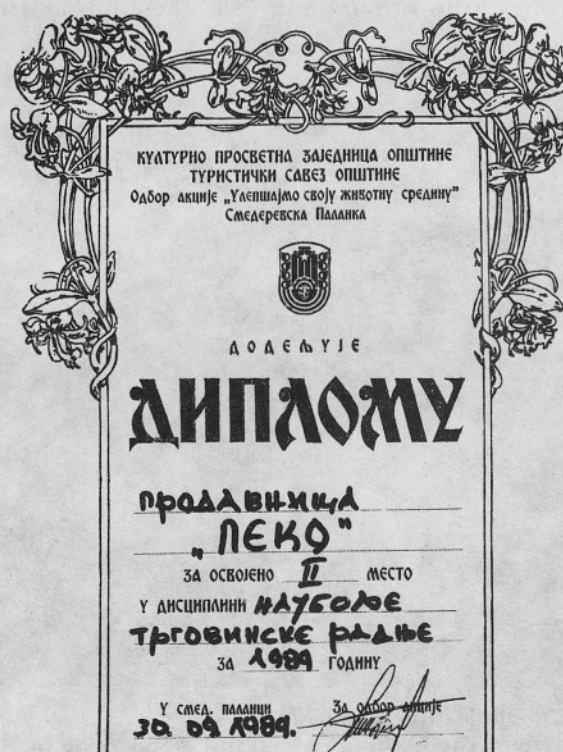 КУЛТУРНО ПРОСВЕТНА ЗАЈЕДНИЦА ОПШТИНЕ
ТУРИСТИЧКИ САВЕЗ ОПШТИНЕ
Одбор акције „Улепшајмо своју животну средину”
Смедеревска Паланка
ДОДЕЉУЈЕ
ДИПЛОМУ
продавница
„ПЕКО”
ЗА ОСВОЈЕНО II МЕСТО
У ДИСЦИПЛИНИ најбоље
трговинске радње
ЗА 1989 ГОДИНУ
У СМЕД. ПАЛАНЦИ ЗА ОДБОР АКЦИЈЕ
30. 09. 1989.